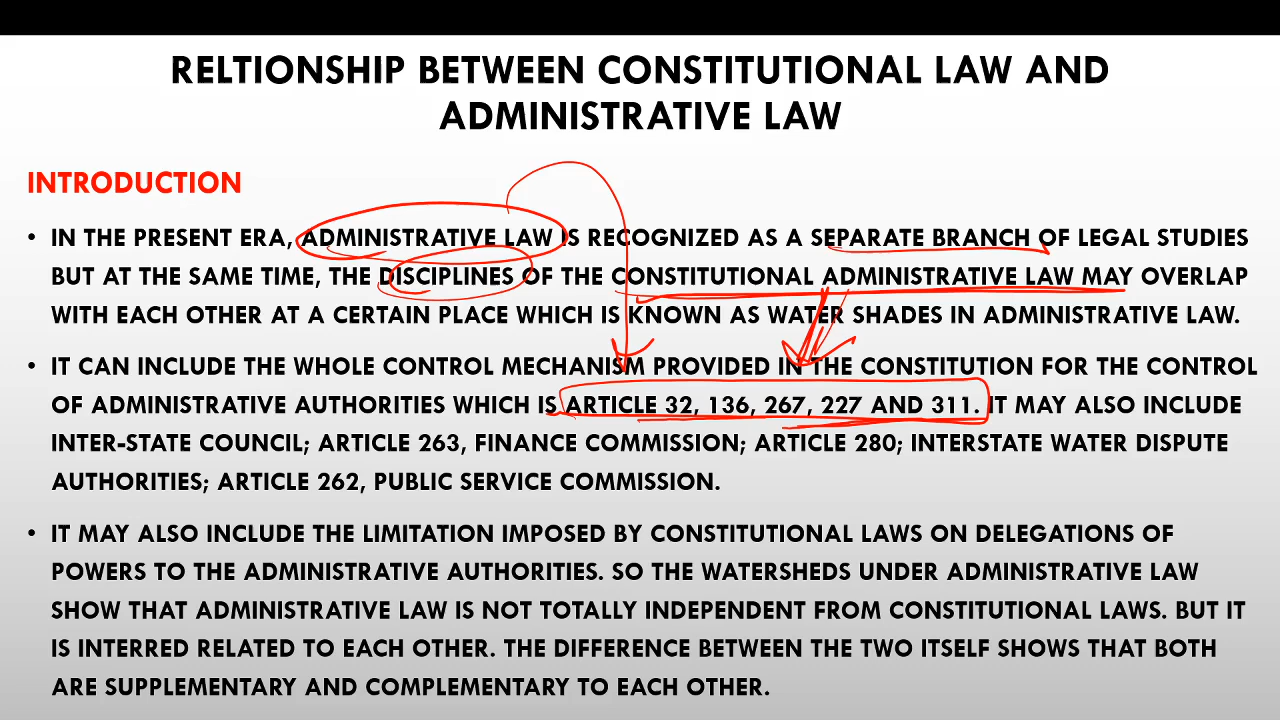 RELTIONSHIP BETWEEN CONSTITUTIONAL LAW AND
ADMINISTRATIVE LAW
INTRODUCTION
• IN THE PRESENT ERA, ADMINISTRATIVE LAW IS RECOGNIZED AS A SEPARATE BRANCH OF LEGAL STUDIES
BUT AT THE SAME TIME, THE DISCIPLINES OF THE CONSTITUTIONAL ADMINISTRATIVE LAW MAY OVERLAP
WITH EACH OTHER AT A CERTAIN PLACE WHICH IS KNOWN AS WATER SHADES IN ADMINISTRATIVE LAW.
• IT CAN INCLUDE THE WHOLE CONTROL MECHANISM PROVIDED IN THE CONSTITUTION FOR THE CONTROL
OF ADMINISTRATIVE AUTHORITIES WHICH IS ARTICLE 32, 136, 267, 227 AND 311. IT MAY ALSO INCLUDE
INTER-STATE COUNCIL; ARTICLE 263, FINANCE COMMISSION; ARTICLE 280; INTERSTATE WATER DISPUTE
AUTHORITIES; ARTICLE 262, PUBLIC SERVICE COMMISSION.
• IT MAY ALSO INCLUDE THE LIMITATION IMPOSED BY CONSTITUTIONAL LAWS ON DELEGATIONS OF
POWERS TO THE ADMINISTRATIVE AUTHORITIES. SO THE WATERSHEDS UNDER ADMINISTRATIVE LAW
SHOW THAT ADMINISTRATIVE LAW IS NOT TOTALLY INDEPENDENT FROM CONSTITUTIONAL LAWS. BUT IT
IS INTERRED RELATED TO EACH OTHER. THE DIFFERENCE BETWEEN THE TWO ITSELF SHOWS THAT BOTH
ARE SUPPLEMENTARY AND COMPLEMENTARY TO EACH OTHER.